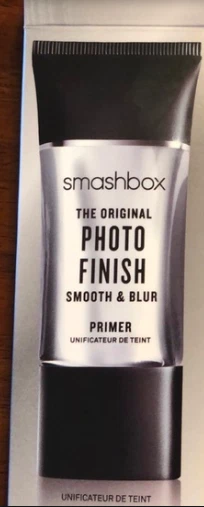 smashbox
THE ORIGINAL
PHOTO
FINISH
SMOOTH & BLUR
PRIMER
UNIFICATEUR DE TEINT
UNIFICATEUR DE TEINT